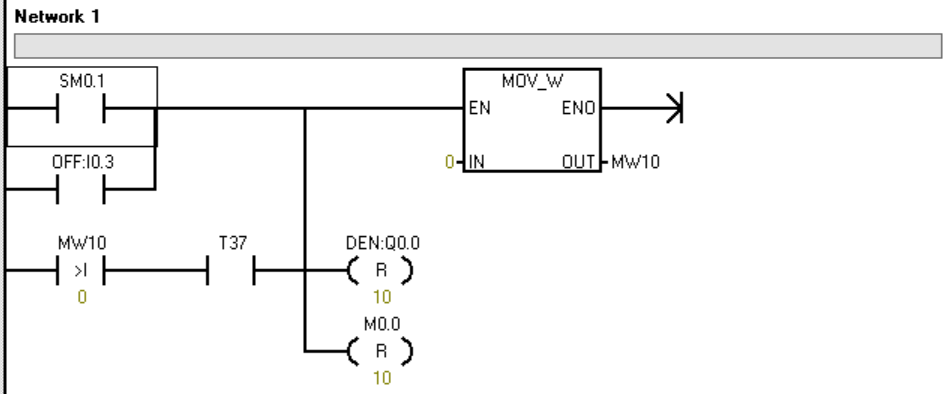 Network 1
SM0.1
MOV_W
EN ENO
OFF:I0.3
0 IN OUT MW10
MW10 T37 DEN:Q0.0
>I R
0 10
M0.0
R
10